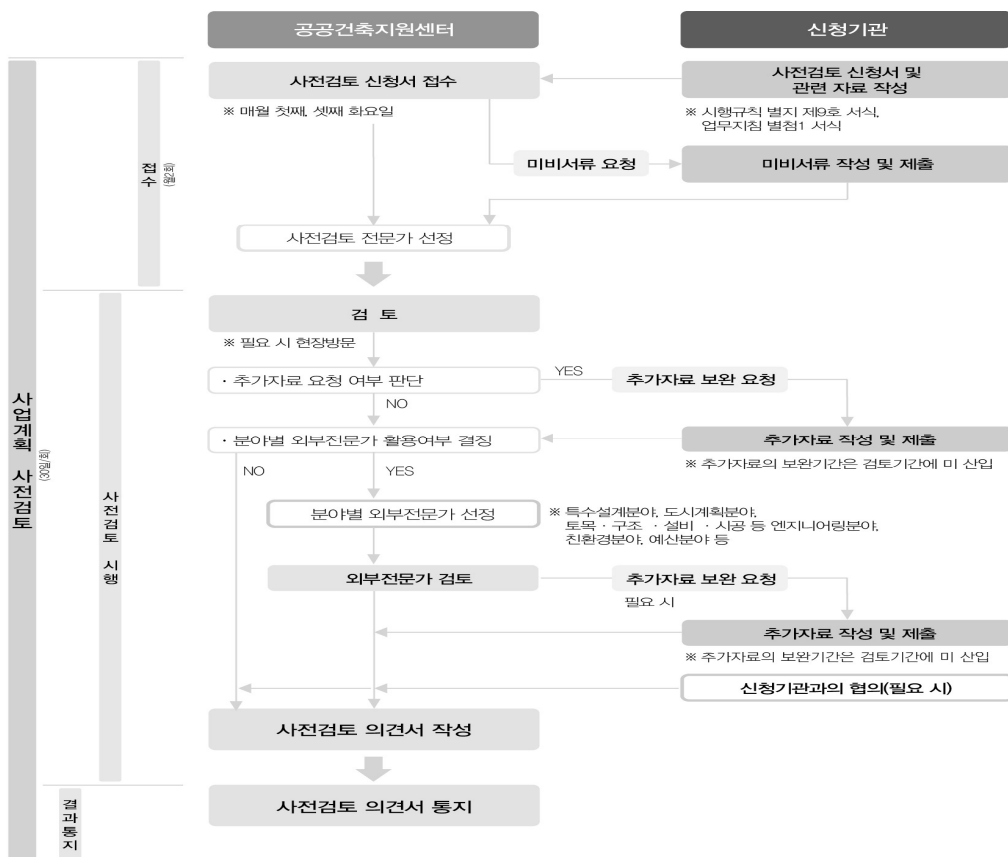 공공건축지원센터
신청기관
사전검토 신청서 접수
사전검토 신청서 및
관련 자료 작성
※ 매월 첫째, 셋째 화요일
※ 시행규칙 별지 제9호 서식,
업무지침 별첨1 서식
미비서류 요청
미비서류 작성 및 제출
접수
(월2회)
사전검토 전문가 선정
검 토
※ 필요 시 현장방문
· 추가자료 요청 여부 판단
YES
추가자료 보완 요청
NO
· 분야별 외부전문가 활용여부 결징
추가자료 작성 및 제출
※ 추가자료의 보완기간은 검토기간에 미 산입
NO
YES
사업계획 사전검토
(30일/회)
사전검토 시행
분야별 외부전문가 선정
※ 특수설계분야, 도시계획분야,
토목 · 구조 · 설비 · 시공 등 엔지니어링분야,
친환경분야, 예산분야 등
외부전문가 검토
추가자료 보완 요청
필요 시
추가자료 작성 및 제출
※ 추가자료의 보완기간은 검토기간에 미 산입
신청기관과의 협의(필요 시)
사전검토 의견서 작성
사전검토 의견서 통지
결과통지